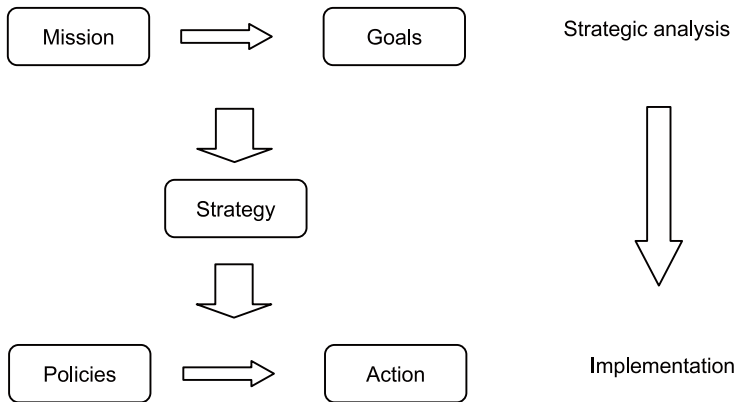 Mission
Goals
Strategic analysis
Strategy
Policies
Action
Implementation